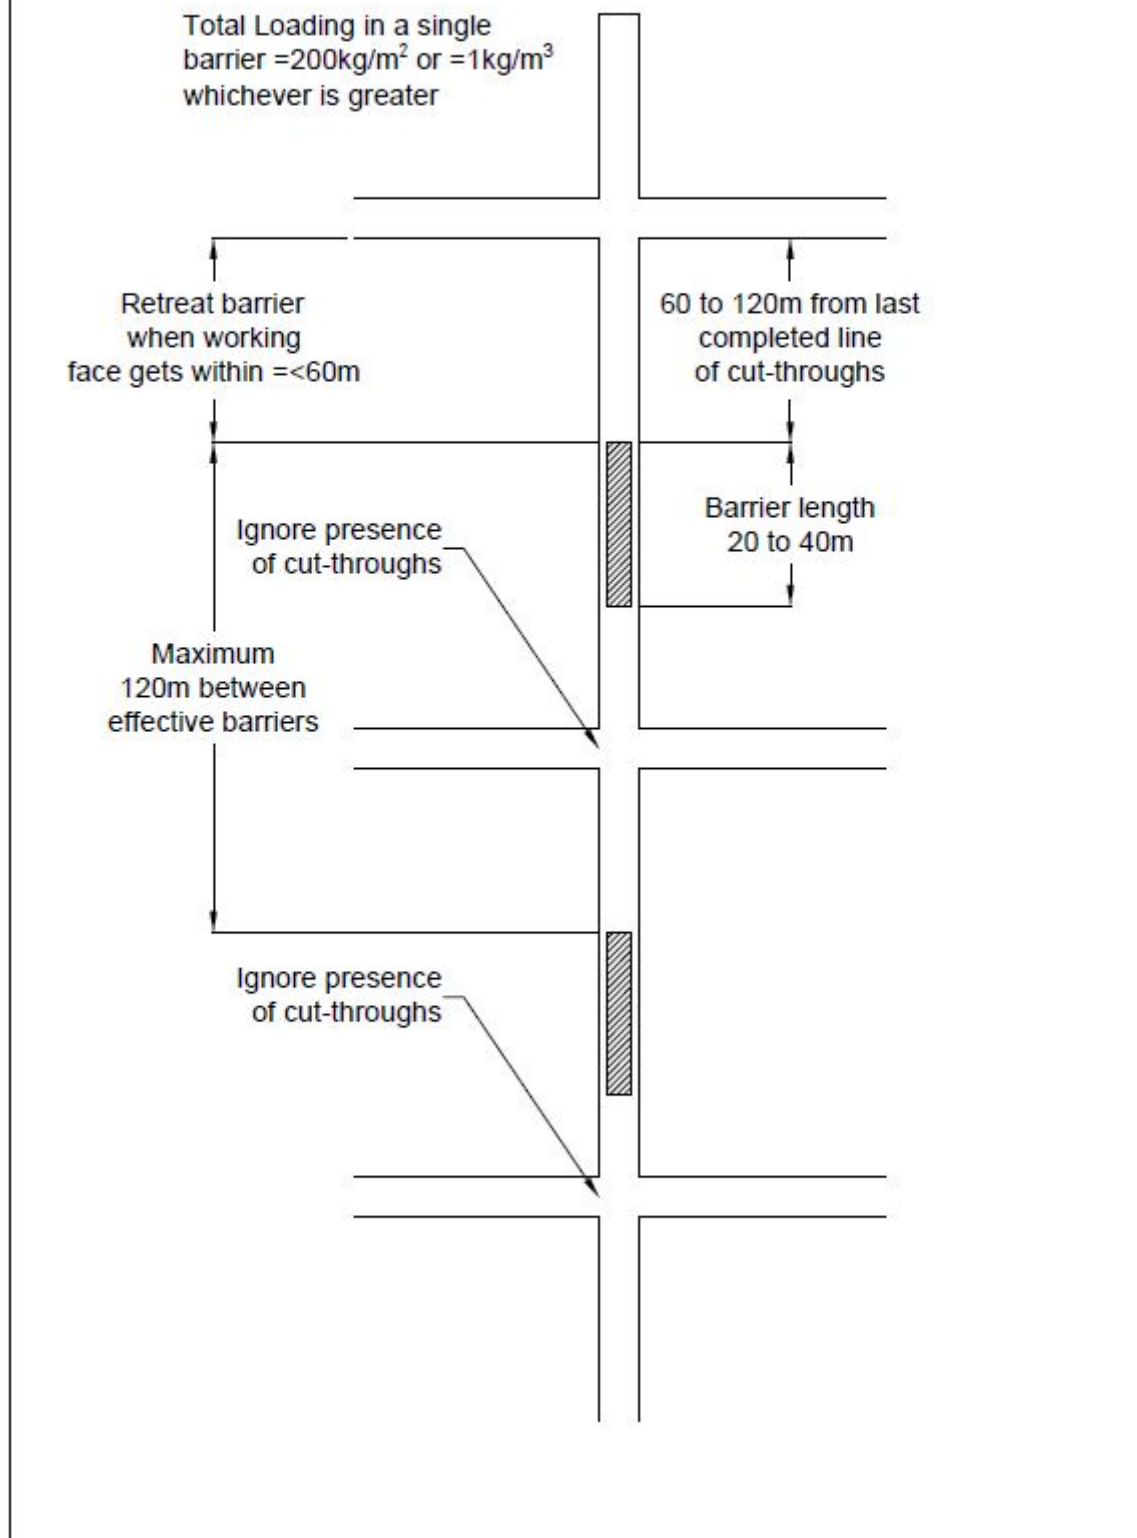 Total Loading in a single
barrier =200kg/m² or =1kg/m³
whichever is greater
Retreat barrier
when working
face gets within =<60m
60 to 120m from last
completed line
of cut-throughs
Ignore presence
of cut-throughs
Barrier length
20 to 40m
Maximum
120m between
effective barriers
Ignore presence
of cut-throughs